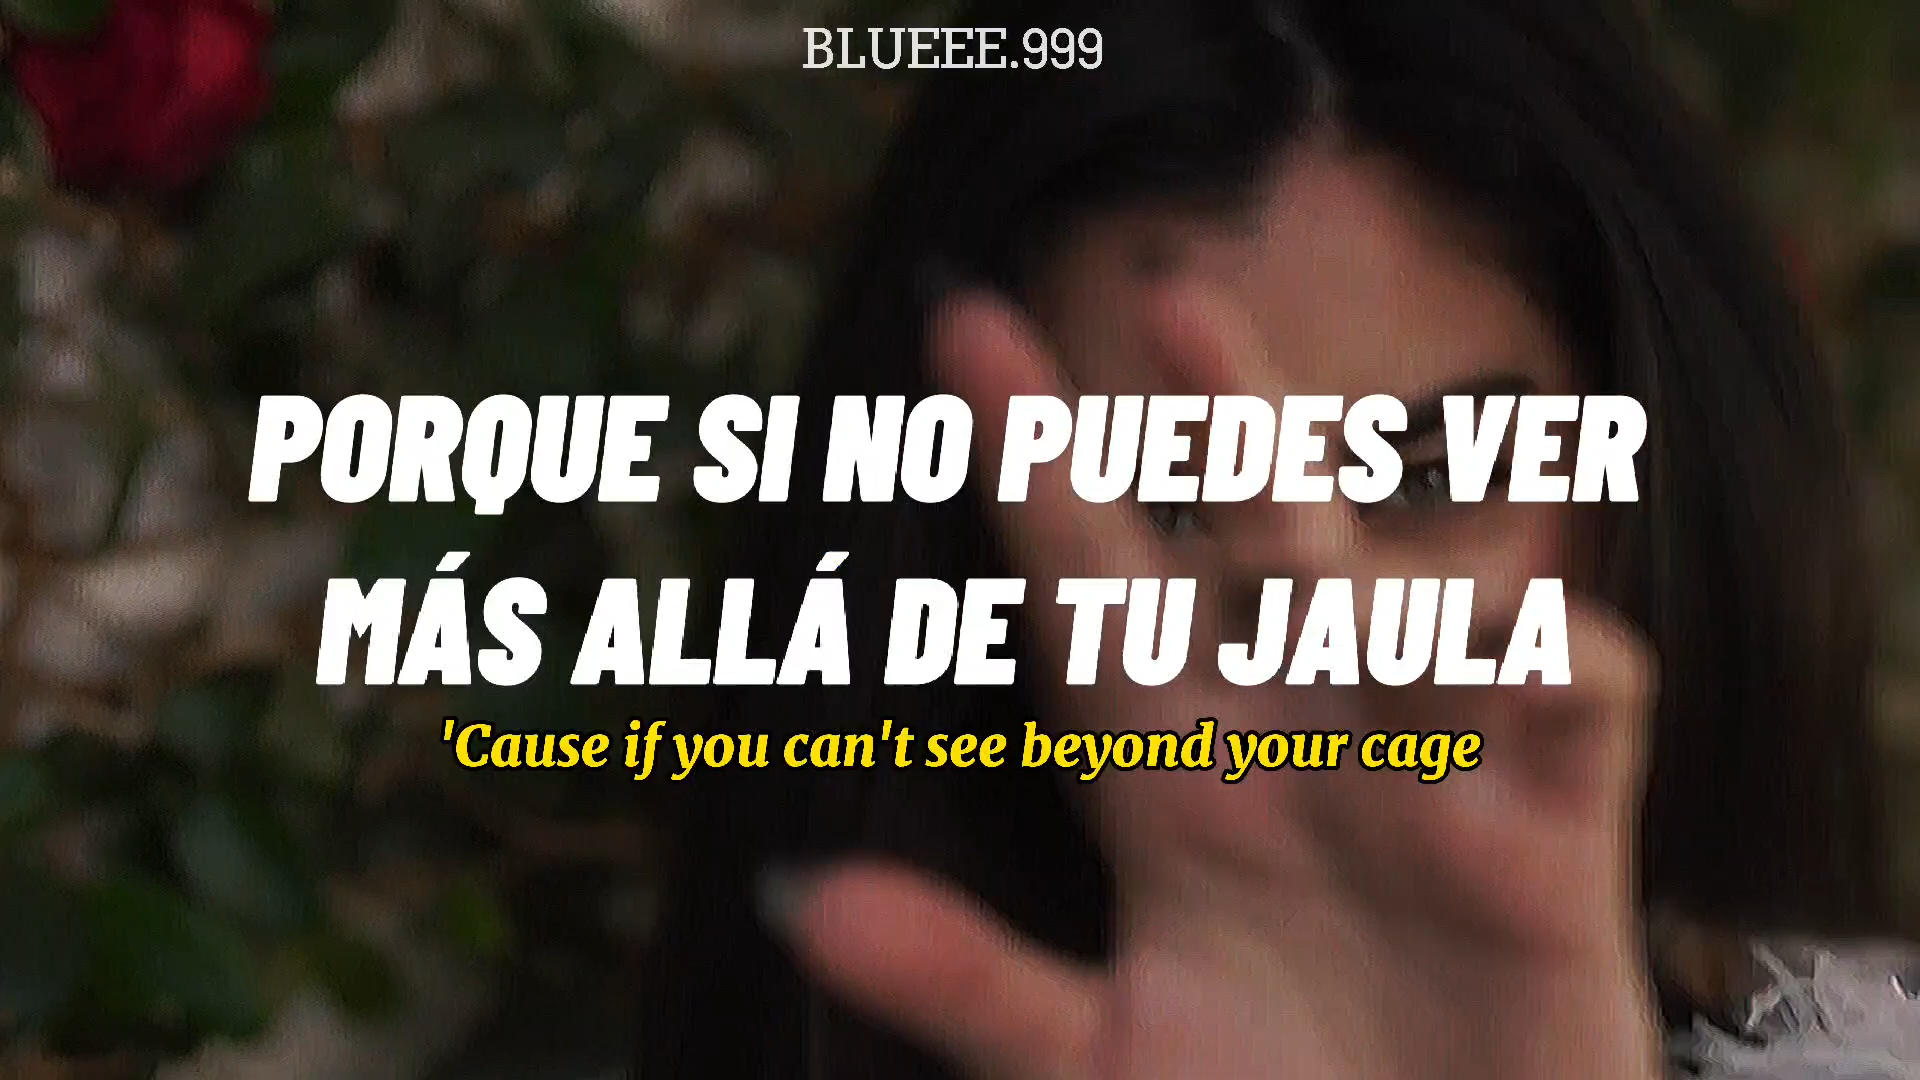 BLUEEE.999
PORQUE SI NO PUEDES VER
MÁS ALLÁ DE TU JAULA
'Cause if you can't see beyond your cage